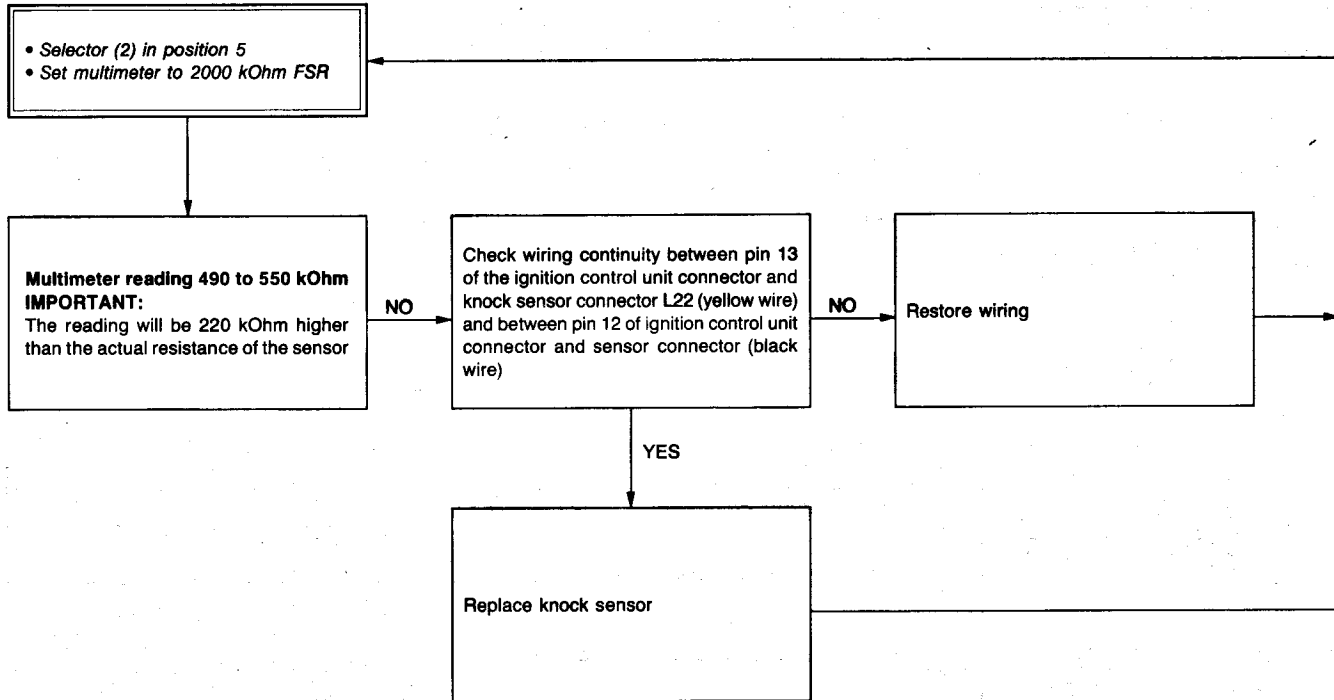 • Selector (2) in position 5
• Set multimeter to 2000 kOhm FSR
Multimeter reading 490 to 550 kOhm
IMPORTANT:
The reading will be 220 kOhm higher
than the actual resistance of the sensor
NO
Check wiring continuity between pin 13
of the ignition control unit connector and
knock sensor connector L22 (yellow wire)
and between pin 12 of ignition control unit
connector and sensor connector (black
wire)
NO
Restore wiring
YES
Replace knock sensor